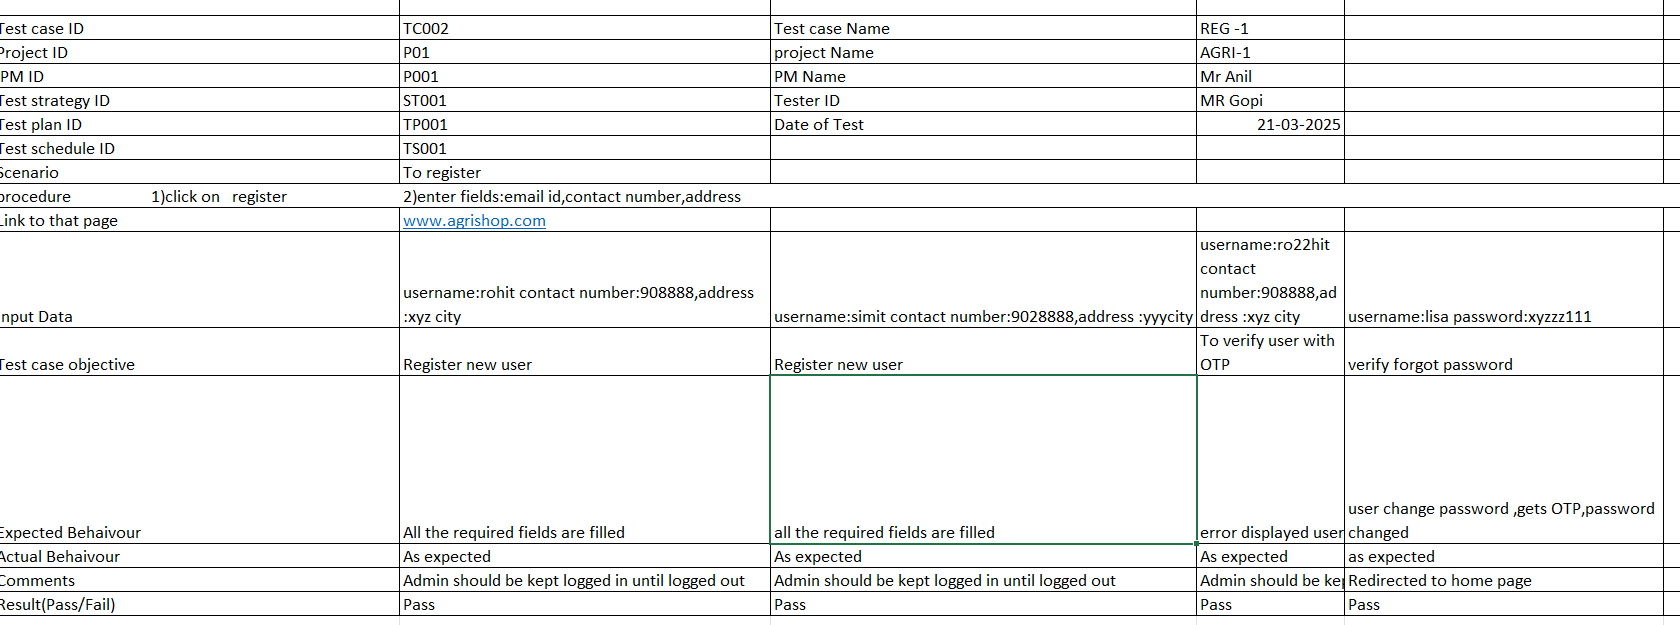 Test case ID TC002 Test case Name REG -1
Project ID P01 project Name AGRI-1
PM ID P001 PM Name Mr Anil
Test strategy ID ST001 Tester ID MR Gopi
Test plan ID TP001 Date of Test 21-03-2025
Test schedule ID TS001
Scenario To register
procedure 1)click on register 2)enter fields:email id,contact number,address
Link to that page www.agrishop.com
Input Data
username:rohit contact number:908888,address
:xyz city
username:simit contact number:9028888,address :yyycity
username:ro22hit
contact
number:908888,ad
dress :xyz city
username:lisa password:xyzzz111
Test case objective Register new user Register new user
To verify user with
OTP
verify forgot password
Expected Behaivour All the required fields are filled all the required fields are filled error displayed user
user change password ,gets OTP,password
changed
Actual Behaivour As expected As expected As expected as expected
Comments Admin should be kept logged in until logged out Admin should be kept logged in until logged out Admin should be kep Redirected to home page
Result(Pass/Fail) Pass Pass Pass Pass